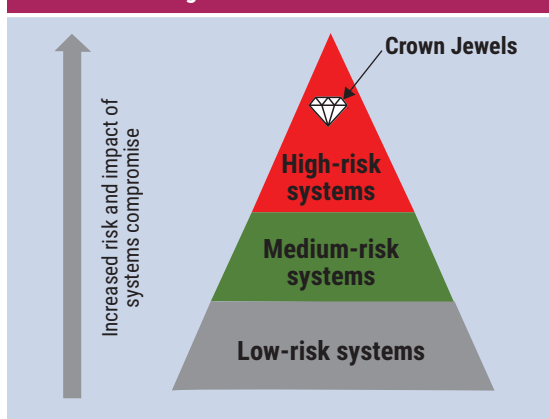 Crown Jewels
High-risk
systems
Medium-risk
systems
Low-risk systems
Increased risk and impact of
systems compromise